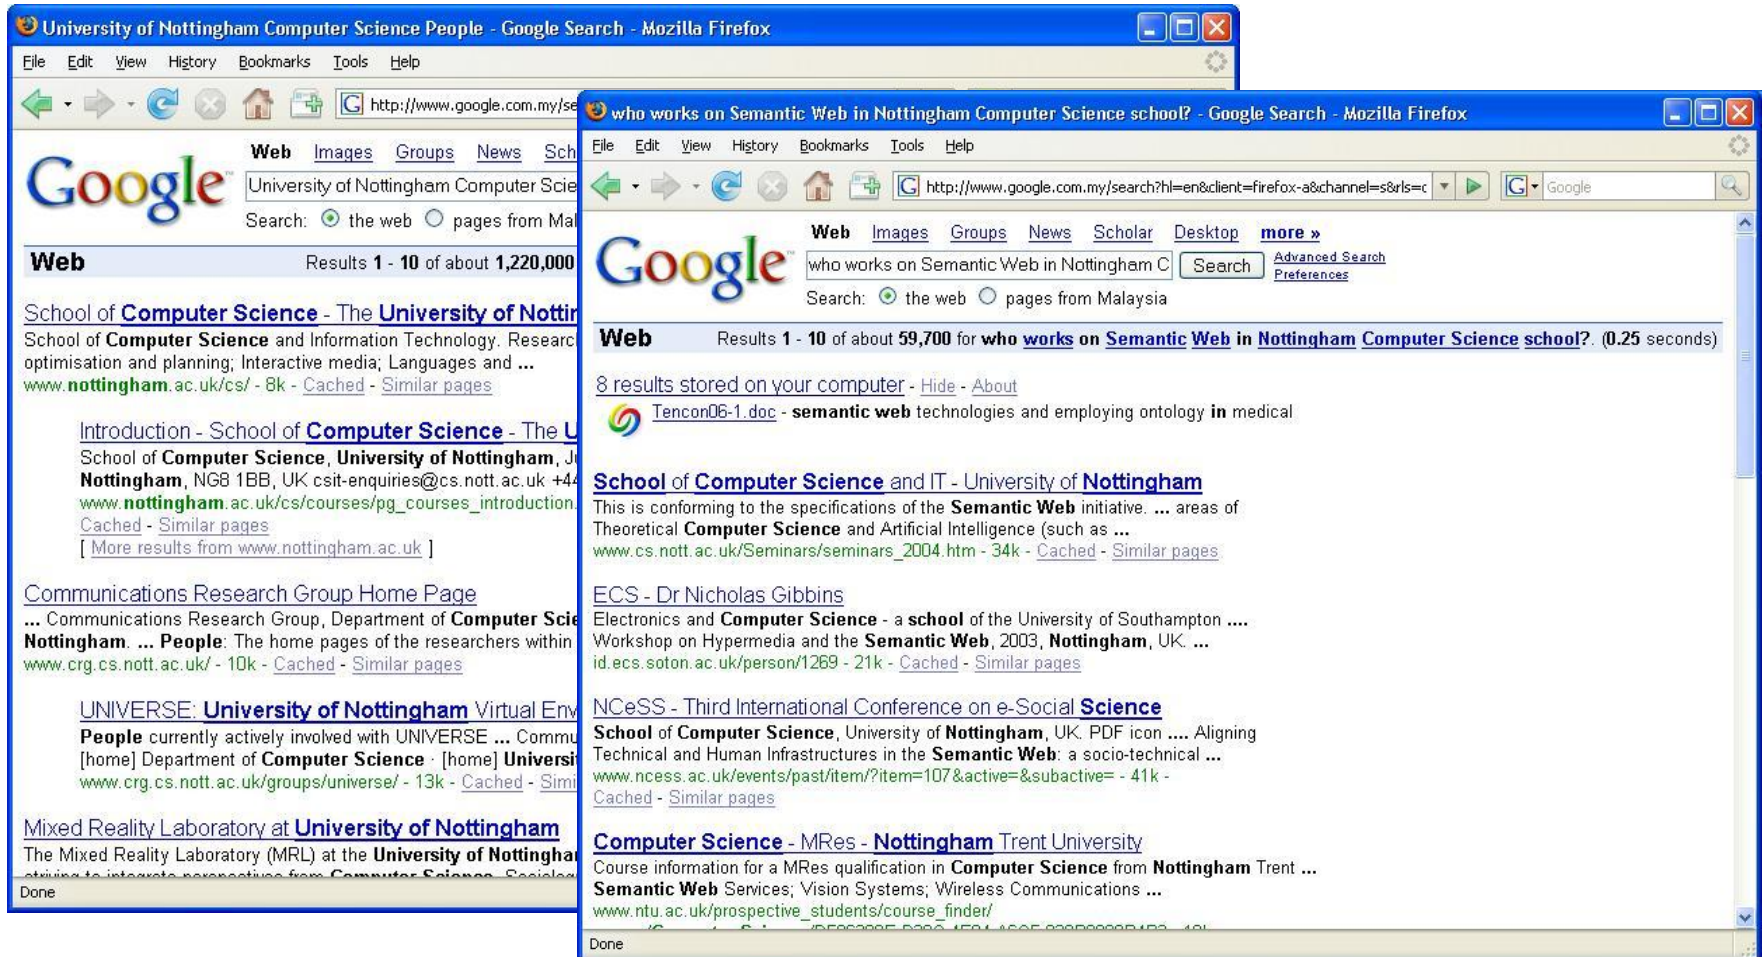 University of Nottingham Computer Science People - Google Search - Mozilla Firefox
File Edit View History Bookmarks Tools Help
http://www.google.com.my/se
Google™
Web Images Groups News Sch
University of Nottingham Computer Scie
Search: the web pages from Mal
Web Results 1 - 10 of about 1,220,000
School of Computer Science - The University of Nottin
School of Computer Science and Information Technology. Researc
optimisation and planning; Interactive media; Languages and ...
www.nottingham.ac.uk/cs/ - 8k - Cached - Similar pages
Introduction - School of Computer Science - The U
School of Computer Science, University of Nottingham, Ju
Nottingham, NG8 1BB, UK csit-enquiries@cs.nott.ac.uk +44
www.nottingham.ac.uk/cs/courses/pg_courses_introduction.
Cached - Similar pages
[ More results from www.nottingham.ac.uk ]
Communications Research Group Home Page
... Communications Research Group, Department of Computer Scie
Nottingham. ... People: The home pages of the researchers within
www.crg.cs.nott.ac.uk/ - 10k - Cached - Similar pages
UNIVERSE: University of Nottingham Virtual Env
People currently actively involved with UNIVERSE ... Commu
[home] Department of Computer Science · [home] Universi
www.crg.cs.nott.ac.uk/groups/universe/ - 13k - Cached - Simi
Mixed Reality Laboratory at University of Nottingham
The Mixed Reality Laboratory (MRL) at the University of Nottingha
striving to integrate perspectives from Computer Science, Sociolog
Done
who works on Semantic Web in Nottingham Computer Science school? - Google Search - Mozilla Firefox
File Edit View History Bookmarks Tools Help
http://www.google.com.my/search?hl=en&client=firefox-a&channel=s&rls=c Google
Google™
Web Images Groups News Scholar Desktop more »
who works on Semantic Web in Nottingham C Search Advanced Search
Preferences
Search: the web pages from Malaysia
Web Results 1 - 10 of about 59,700 for who works on Semantic Web in Nottingham Computer Science school?. (0.25 seconds)
8 results stored on your computer - Hide - About
Tencon06-1.doc - semantic web technologies and employing ontology in medical
School of Computer Science and IT - University of Nottingham
This is conforming to the specifications of the Semantic Web initiative. ... areas of
Theoretical Computer Science and Artificial Intelligence (such as ...
www.cs.nott.ac.uk/Seminars/seminars_2004.htm - 34k - Cached - Similar pages
ECS - Dr Nicholas Gibbins
Electronics and Computer Science - a school of the University of Southampton ....
Workshop on Hypermedia and the Semantic Web, 2003, Nottingham, UK. ...
id.ecs.soton.ac.uk/person/1269 - 21k - Cached - Similar pages
NCeSS - Third International Conference on e-Social Science
School of Computer Science, University of Nottingham, UK. PDF icon .... Aligning
Technical and Human Infrastructures in the Semantic Web: a socio-technical ...
www.ncess.ac.uk/events/past/item/?item=107&active=&subactive= - 41k -
Cached - Similar pages
Computer Science - MRes - Nottingham Trent University
Course information for a MRes qualification in Computer Science from Nottingham Trent ...
Semantic Web Services; Vision Systems; Wireless Communications ...
www.ntu.ac.uk/prospective_students/course_finder/
Done